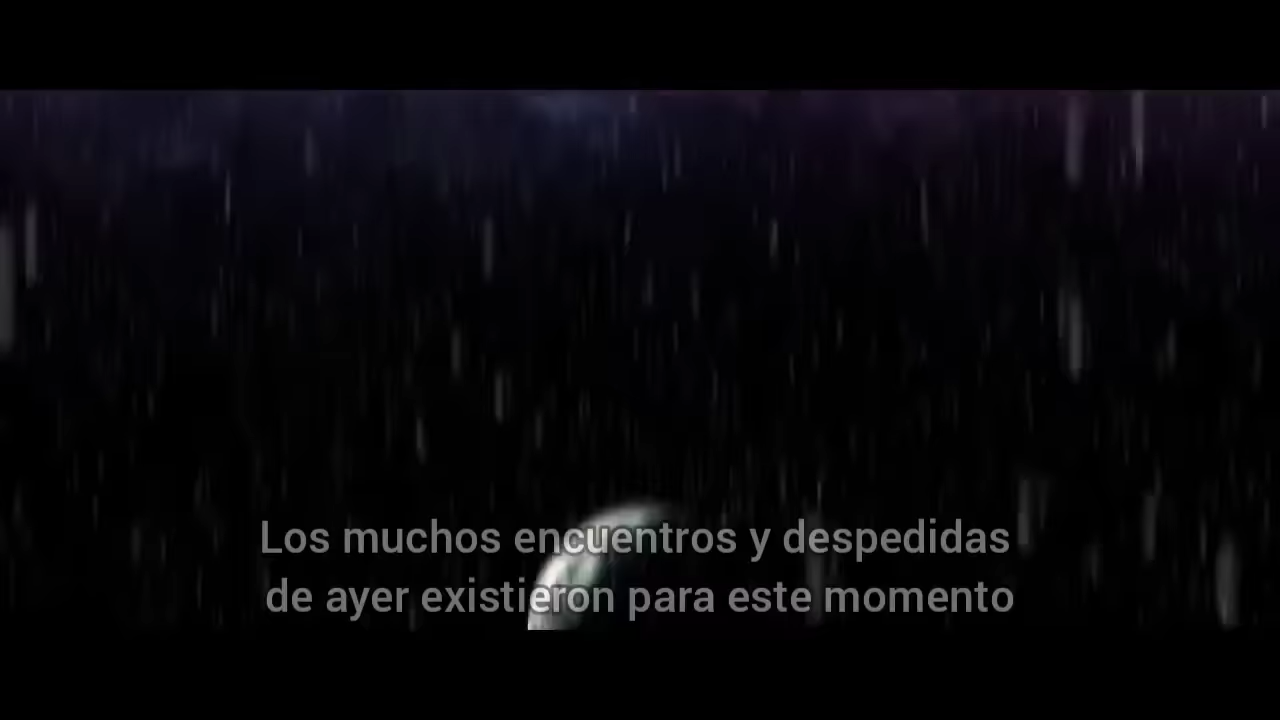 Los muchos encuentros y despedidas
de ayer existieron para este momento